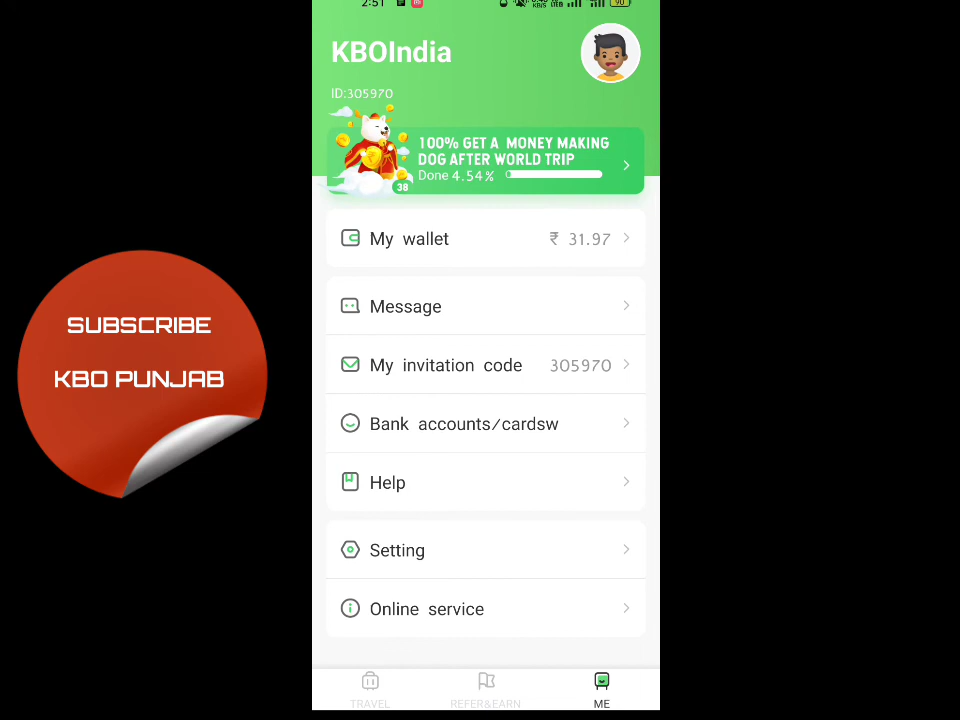 2:51
90
KBOIndia
ID:305970
100% GET A MONEY MAKING
DOG AFTER WORLD TRIP
Done 4.54%
38
My wallet ₹ 31.97
Message
My invitation code 305970
Bank accounts/cardsw
Help
Setting
Online service
TRAVEL REFER&EARN ME
SUBSCRIBE
KBO PUNJAB